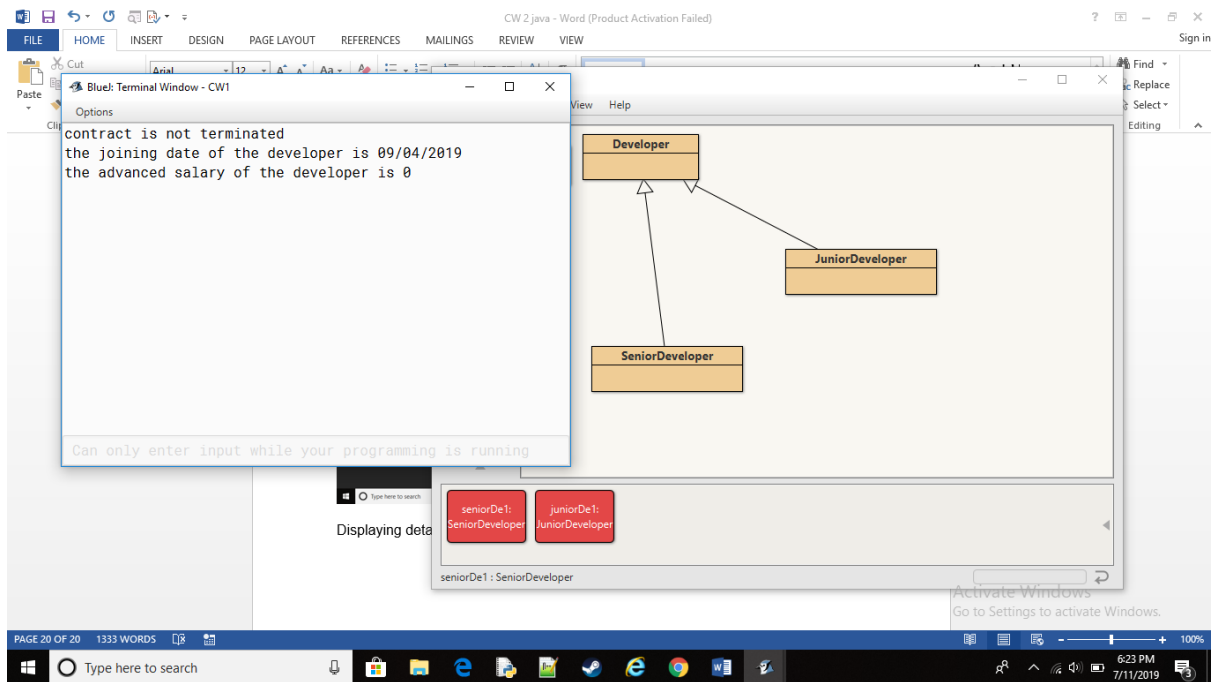 CW 2 java - Word (Product Activation Failed)
FILE HOME INSERT DESIGN PAGE LAYOUT REFERENCES MAILINGS REVIEW VIEW Sign in
Cut
Paste
Arial 12
Find
Replace
Select
Editing
BlueJ: Terminal Window - CW1
Options
contract is not terminated
the joining date of the developer is 09/04/2019
the advanced salary of the developer is 0
Can only enter input while your programming is running
View Help
Developer
JuniorDeveloper
SeniorDeveloper
Type here to search
Displaying deta
seniorDe1:
SeniorDeveloper
juniorDe1:
JuniorDeveloper
seniorDe1 : SeniorDeveloper
Activate Windows
Go to Settings to activate Windows.
PAGE 20 OF 20 1333 WORDS 100%
Type here to search
6:23 PM
7/11/2019
3